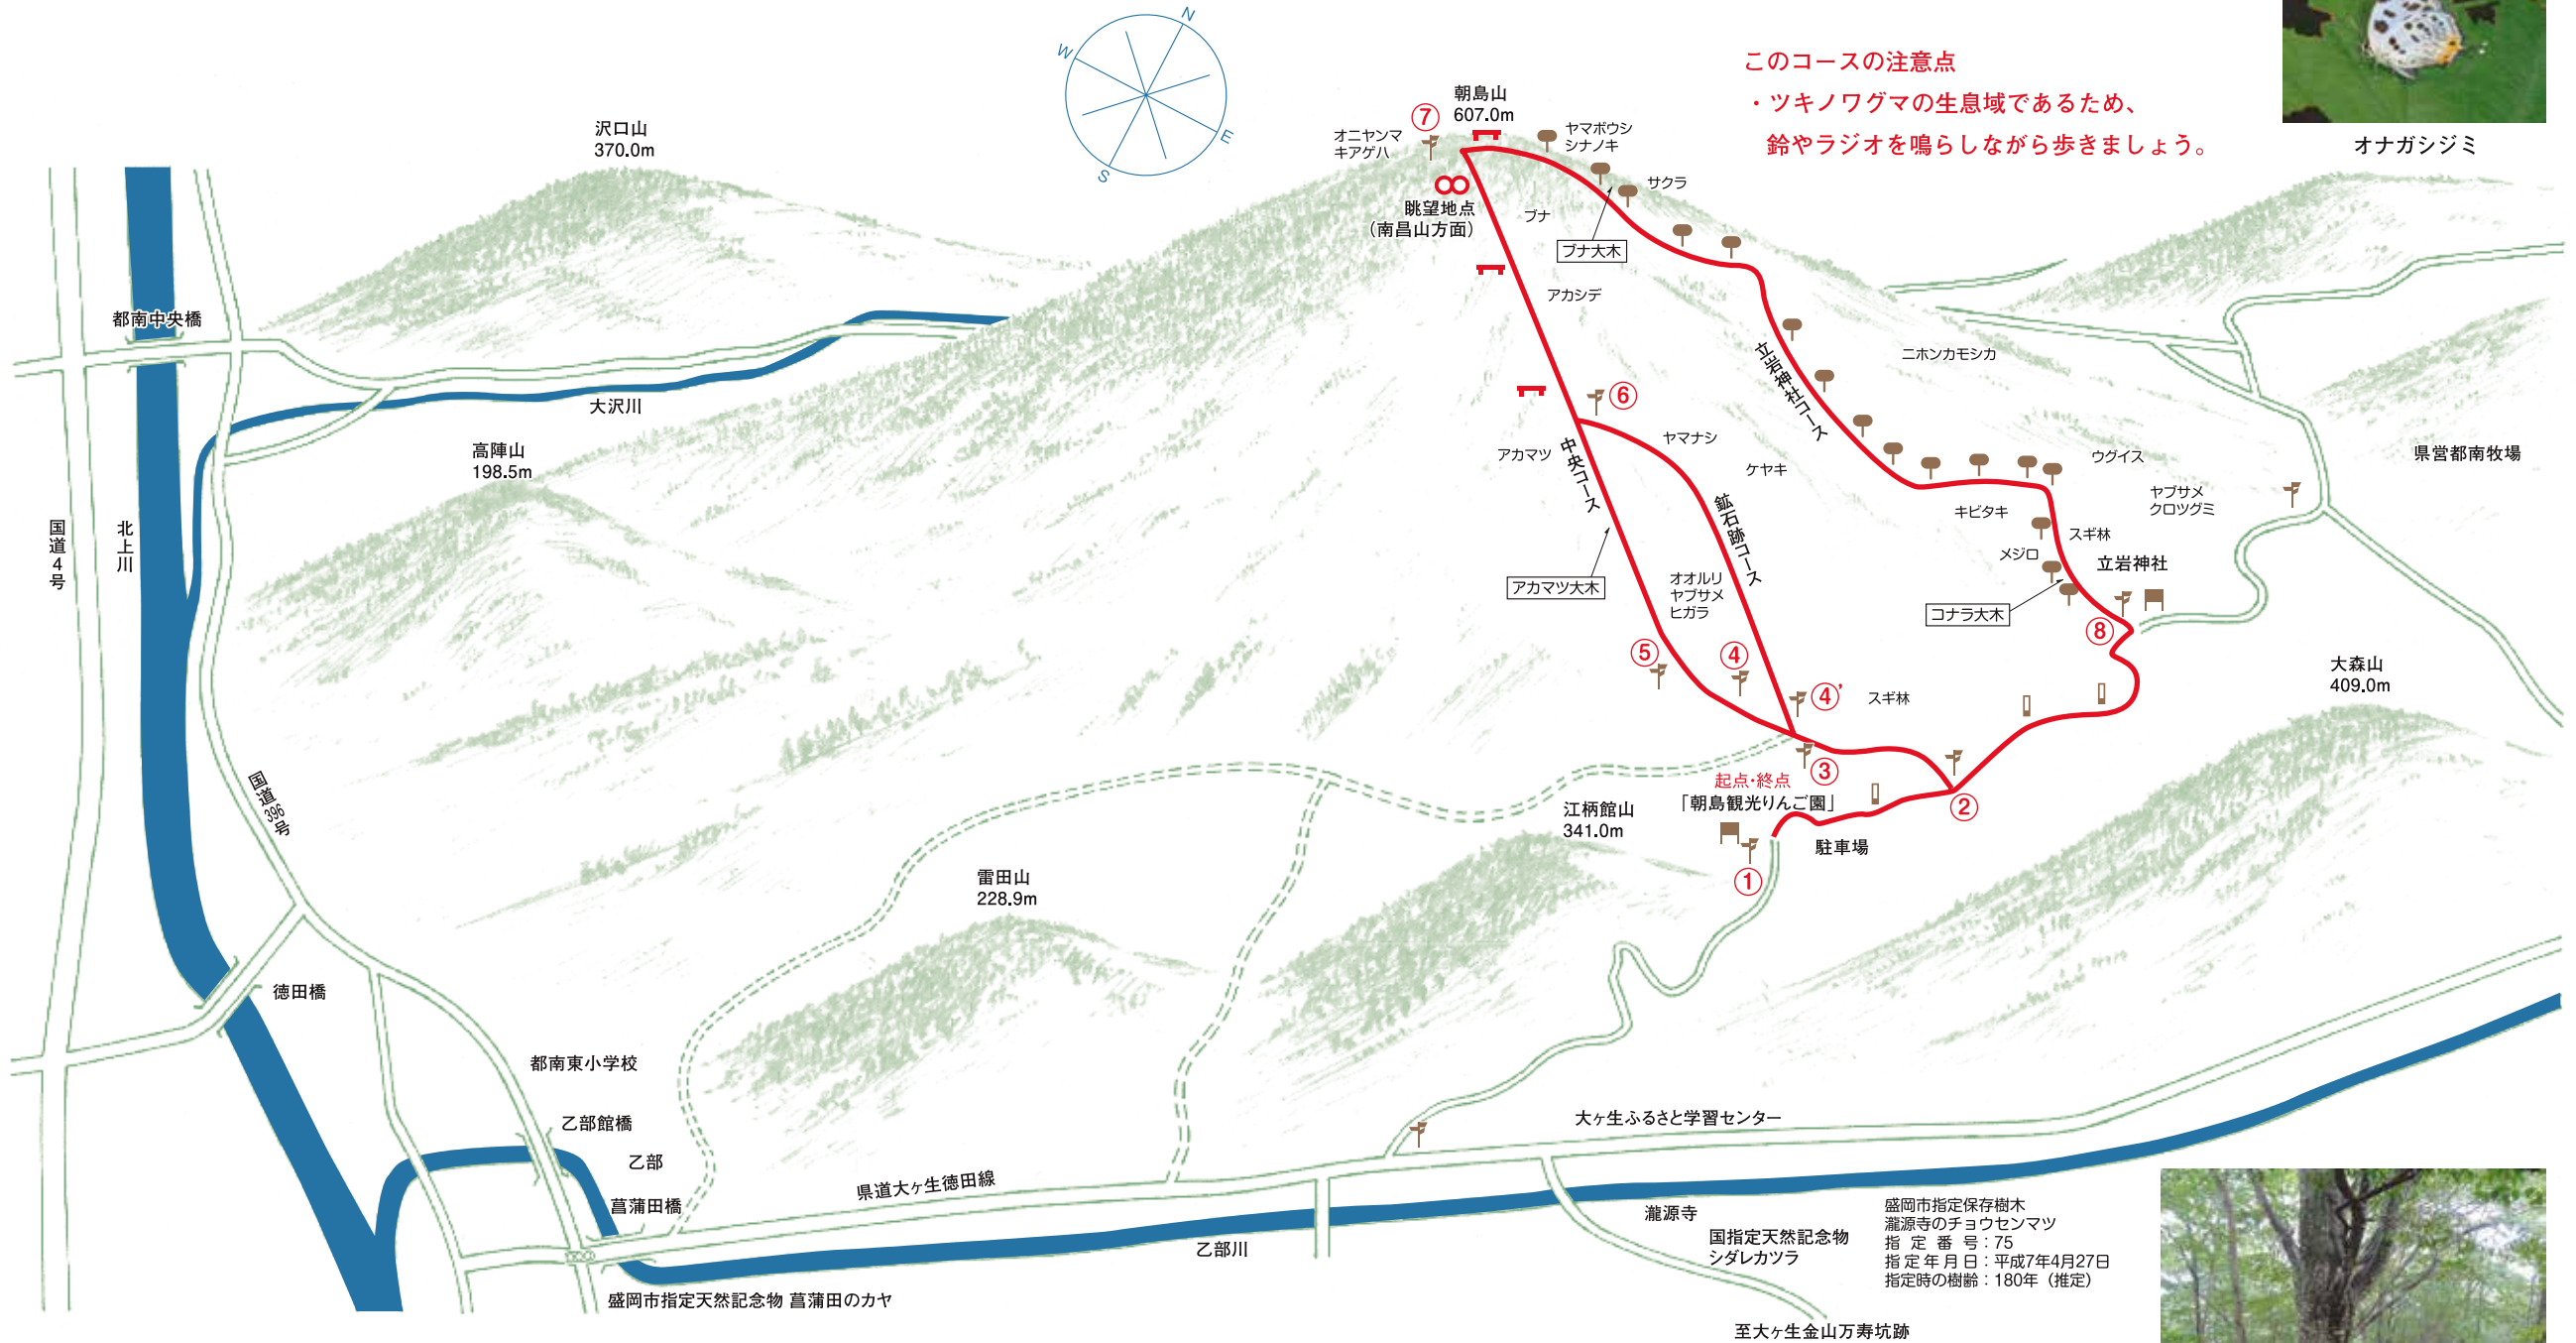 N
W
E
S
このコースの注意点
・ツキノワグマの生息域であるため、
鈴やラジオを鳴らしながら歩きましょう。
オナガシジミ
沢口山
370.0m
朝島山
607.0m
⑦
オニヤンマ
キアゲハ
ヤマボウシ
シナノキ
サクラ
眺望地点
（南昌山方面）
ブナ
ブナ大木
アカシデ
都南中央橋
大沢川
立岩神社コース
ニホンカモシカ
⑥
高陣山
198.5m
アカマツ
中央コース
ヤマナシ
ケヤキ
ウグイス
県営都南牧場
国道4号
北上川
鉱石跡コース
キビタキ
ヤブサメ
クロツグミ
スギ林
メジロ
立岩神社
アカマツ大木
オオルリ
ヤブサメ
ヒガラ
コナラ大木
⑧
⑤
④
④’
スギ林
大森山
409.0m
国道396号
③
起点・終点
「朝島観光りんご園」
②
江柄館山
341.0m
駐車場
①
雷田山
228.9m
徳田橋
都南東小学校
乙部館橋
乙部
菖蒲田橋
県道大ヶ生徳田線
大ヶ生ふるさと学習センター
乙部川
瀧源寺
国指定天然記念物
シダレカツラ
盛岡市指定保存樹木
瀧源寺のチョウセンマツ
指定番号：75
指定年月日：平成7年4月27日
指定時の樹齢：180年（推定）
盛岡市指定天然記念物 菖蒲田のカヤ
至大ヶ生金山万寿坑跡